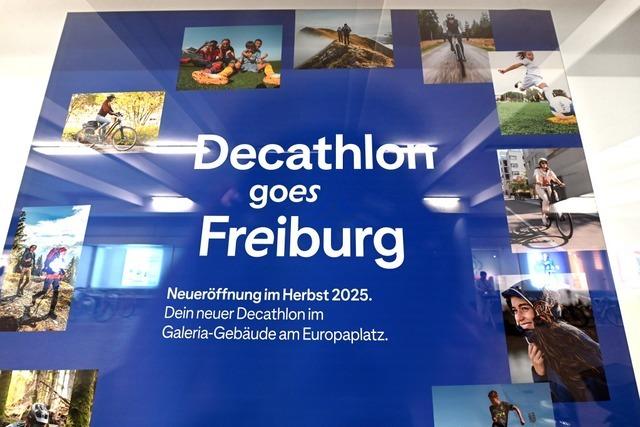 Decathlon
goes
Freiburg
Neueröffnung im Herbst 2025.
Dein neuer Decathlon im
Galeria-Gebäude am Europaplatz.